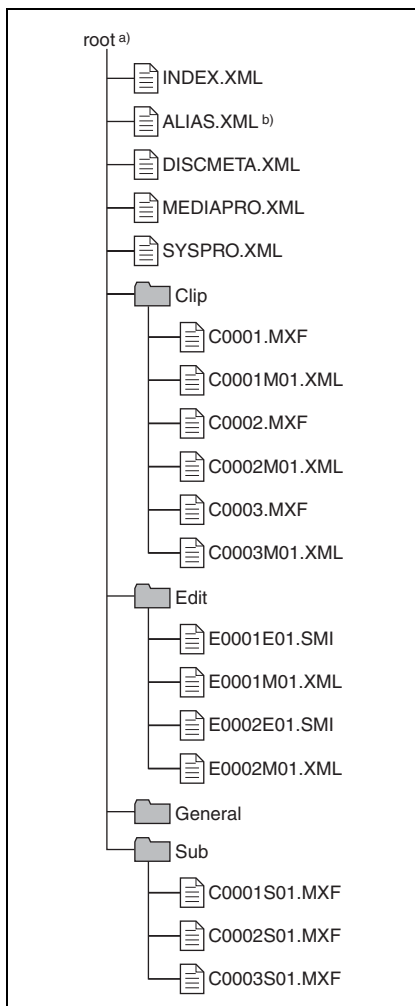 root a)
INDEX.XML
ALIAS.XML b)
DISCMETA.XML
MEDIAPRO.XML
SYSPRO.XML
Clip
C0001.MXF
C0001M01.XML
C0002.MXF
C0002M01.XML
C0003.MXF
C0003M01.XML
Edit
E0001E01.SMI
E0001M01.XML
E0002E01.SMI
E0002M01.XML
General
Sub
C0001S01.MXF
C0002S01.MXF
C0003S01.MXF